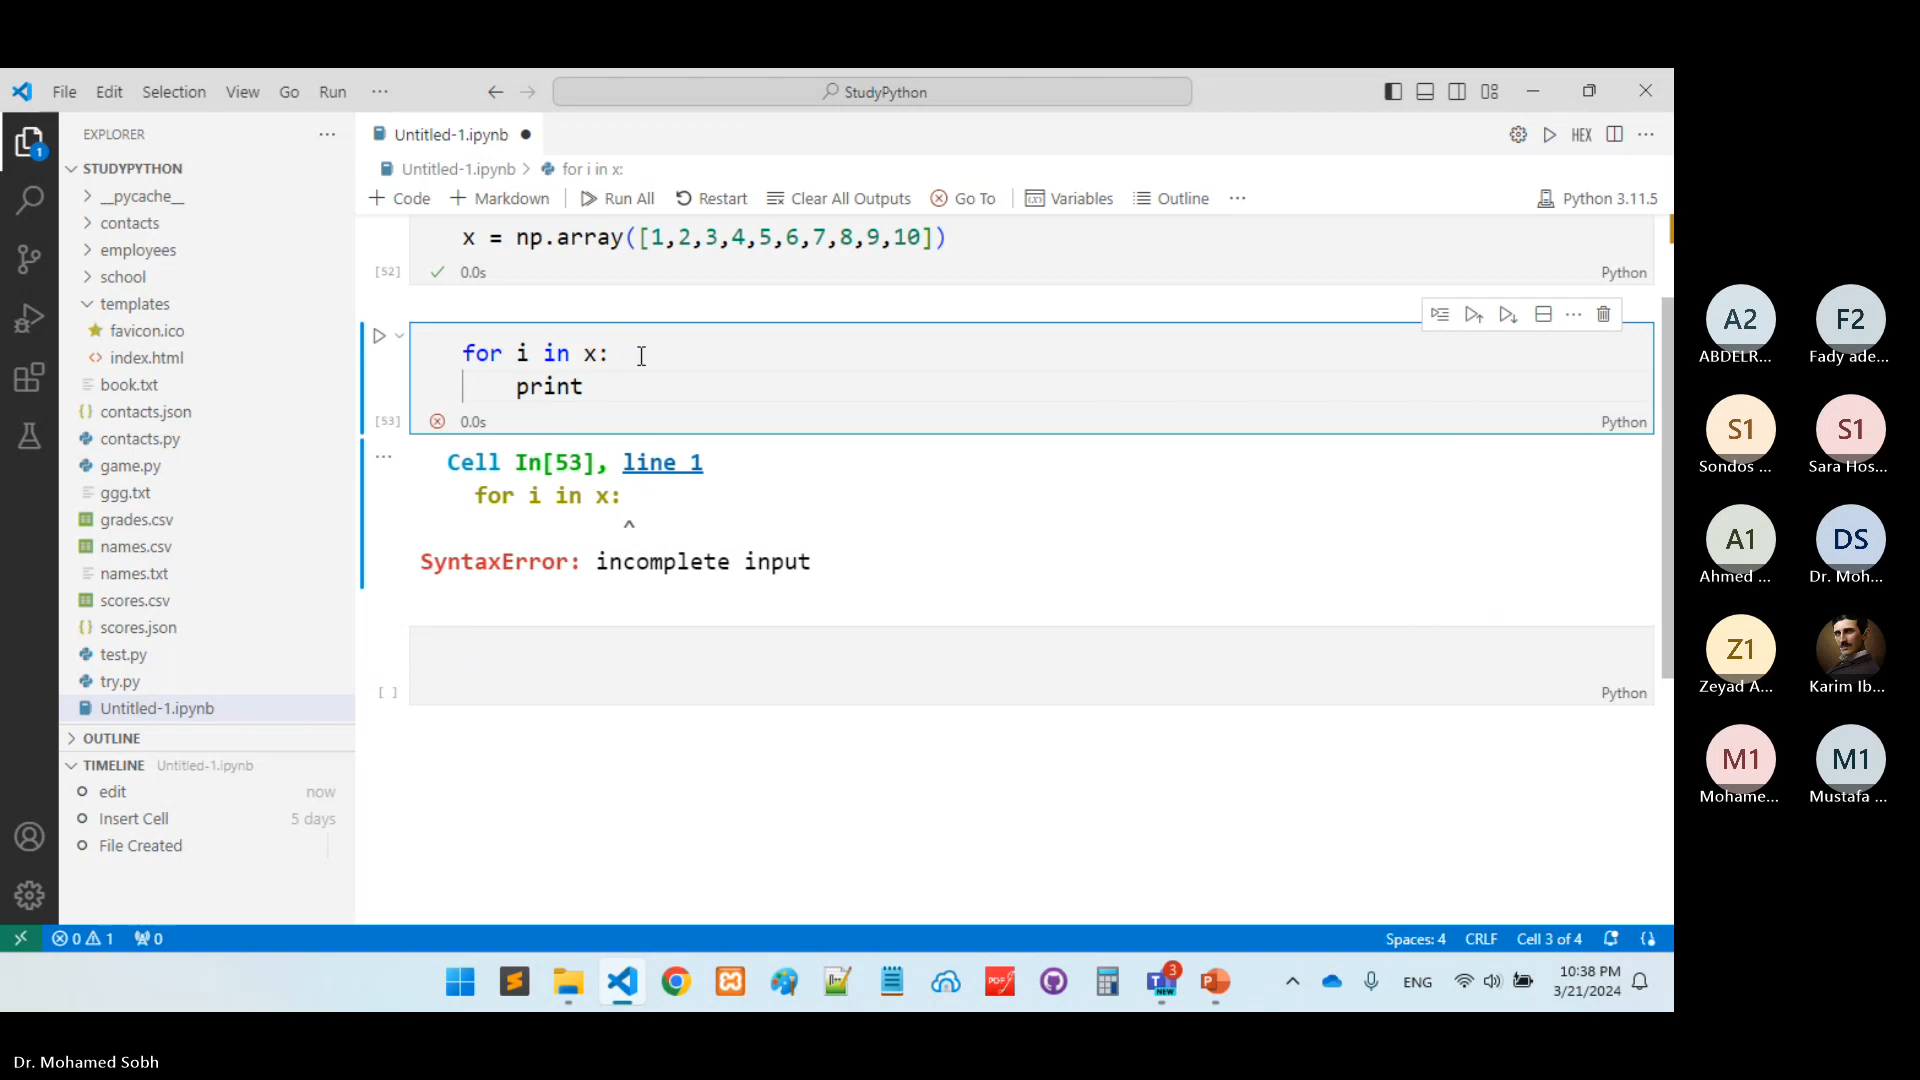 File Edit Selection View Go Run ··· StudyPython
EXPLORER ···
STUDYPYTHON
__pycache__
contacts
employees
school
templates
favicon.ico
index.html
book.txt
contacts.json
contacts.py
game.py
ggg.txt
grades.csv
names.csv
names.txt
scores.csv
scores.json
test.py
try.py
Untitled-1.ipynb
OUTLINE
TIMELINE Untitled-1.ipynb
edit now
Insert Cell 5 days
File Created
Untitled-1.ipynb ●
HEX
Untitled-1.ipynb > for i in x:
+ Code + Markdown Run All Restart Clear All Outputs Go To Variables Outline ··· Python 3.11.5
x = np.array([1,2,3,4,5,6,7,8,9,10])
[52] 0.0s Python
for i in x:
print
[53] 0.0s Python
Cell In[53], line 1
for i in x:
^
SyntaxError: incomplete input
[ ] Python
0 1 0 Spaces: 4 CRLF Cell 3 of 4
3
NEW
ENG
10:38 PM
3/21/2024
A2
ABDELR...
F2
Fady ade...
S1
Sondos ...
S1
Sara Hos...
A1
Ahmed ...
DS
Dr. Moh...
Z1
Zeyad A...
Karim Ib...
M1
Mohame...
M1
Mustafa ...
Dr. Mohamed Sobh